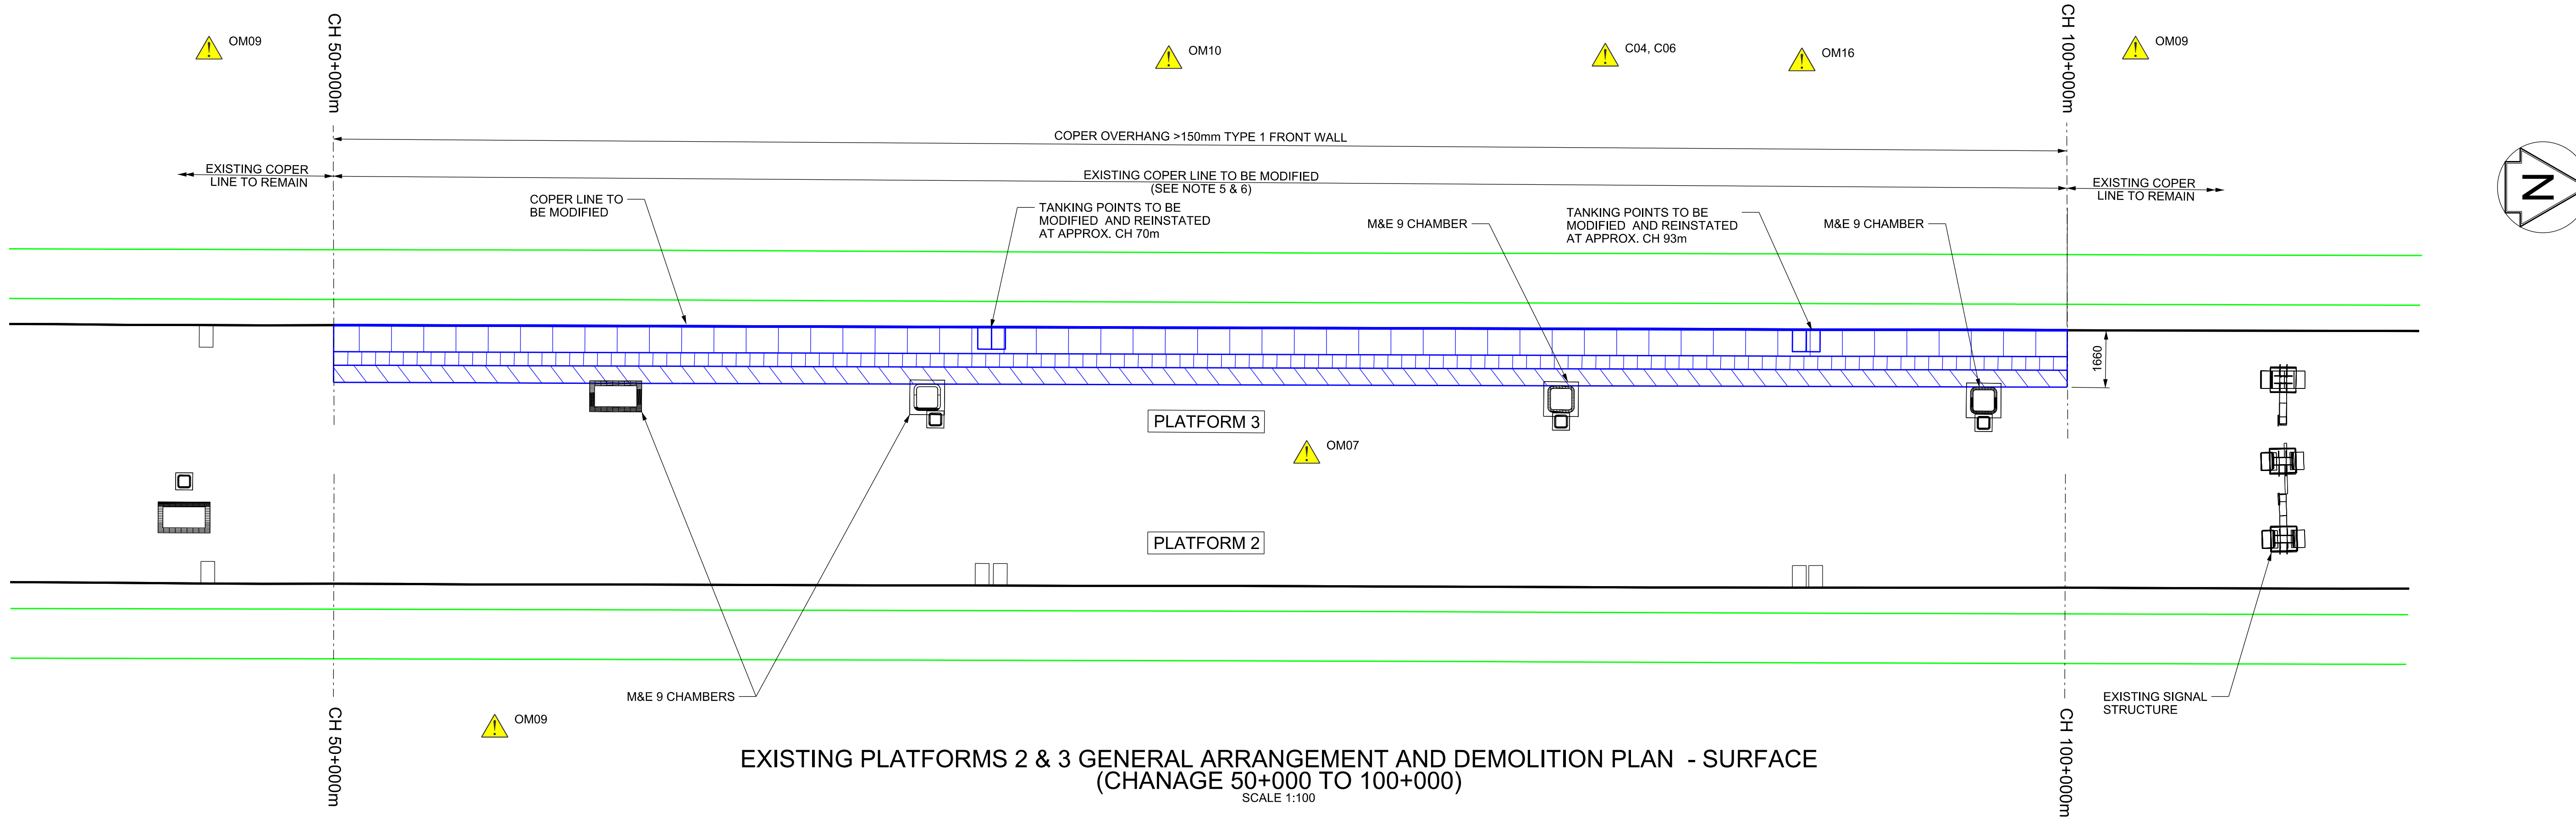 OM09
CH 50+000m
OM10
C04, C06
OM16
CH 100+000m
OM09
COPER OVERHANG >150mm TYPE 1 FRONT WALL
EXISTING COPER
LINE TO REMAIN
EXISTING COPER LINE TO BE MODIFIED
(SEE NOTE 5 & 6)
EXISTING COPER
LINE TO REMAIN
N
COPER LINE TO
BE MODIFIED
TANKING POINTS TO BE
MODIFIED AND REINSTATED
AT APPROX. CH 70m
M&E 9 CHAMBER
TANKING POINTS TO BE
MODIFIED AND REINSTATED
AT APPROX. CH 93m
M&E 9 CHAMBER
1660
PLATFORM 3
OM07
PLATFORM 2
M&E 9 CHAMBERS
EXISTING SIGNAL
STRUCTURE
OM09
CH 50+000m
CH 100+000m
EXISTING PLATFORMS 2 & 3 GENERAL ARRANGEMENT AND DEMOLITION PLAN - SURFACE
(CHANAGE 50+000 TO 100+000)
SCALE 1:100